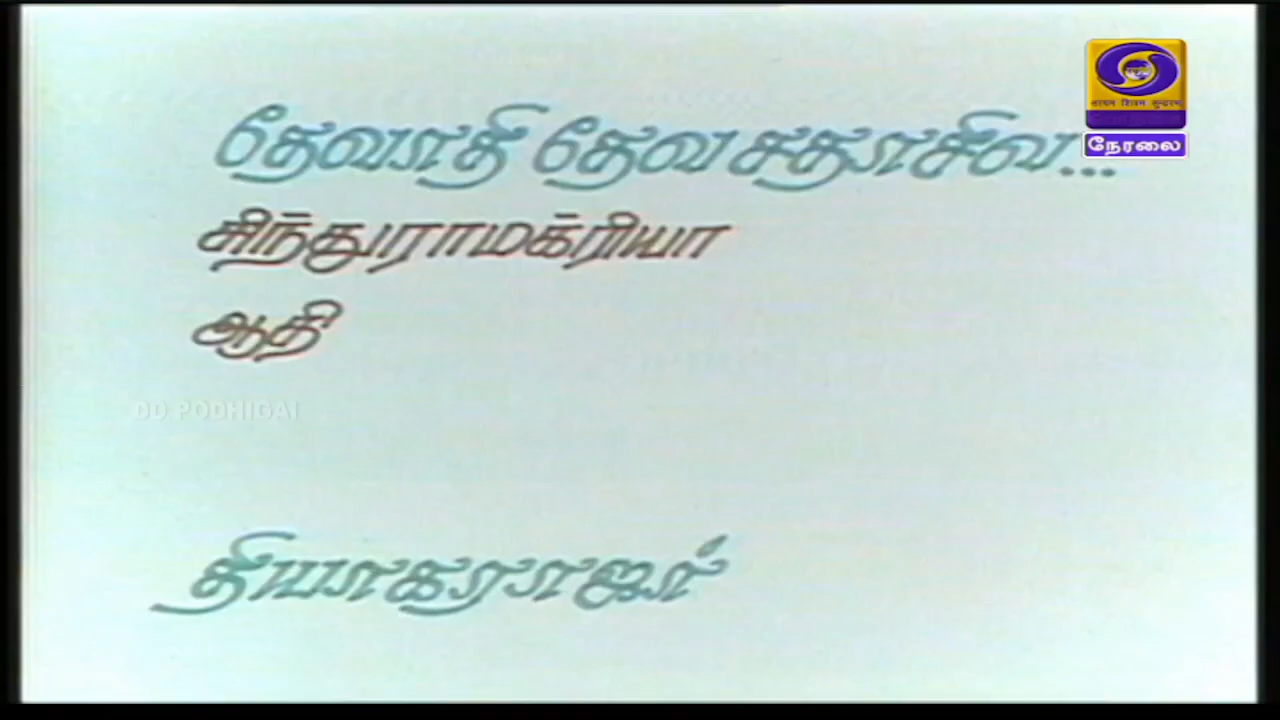 தேவாதி தேவ சதாசிவ...
நேரலை
சிந்துராமக்ரியா
ஆதி
DD PODHIGAI
தியாகராஜர்